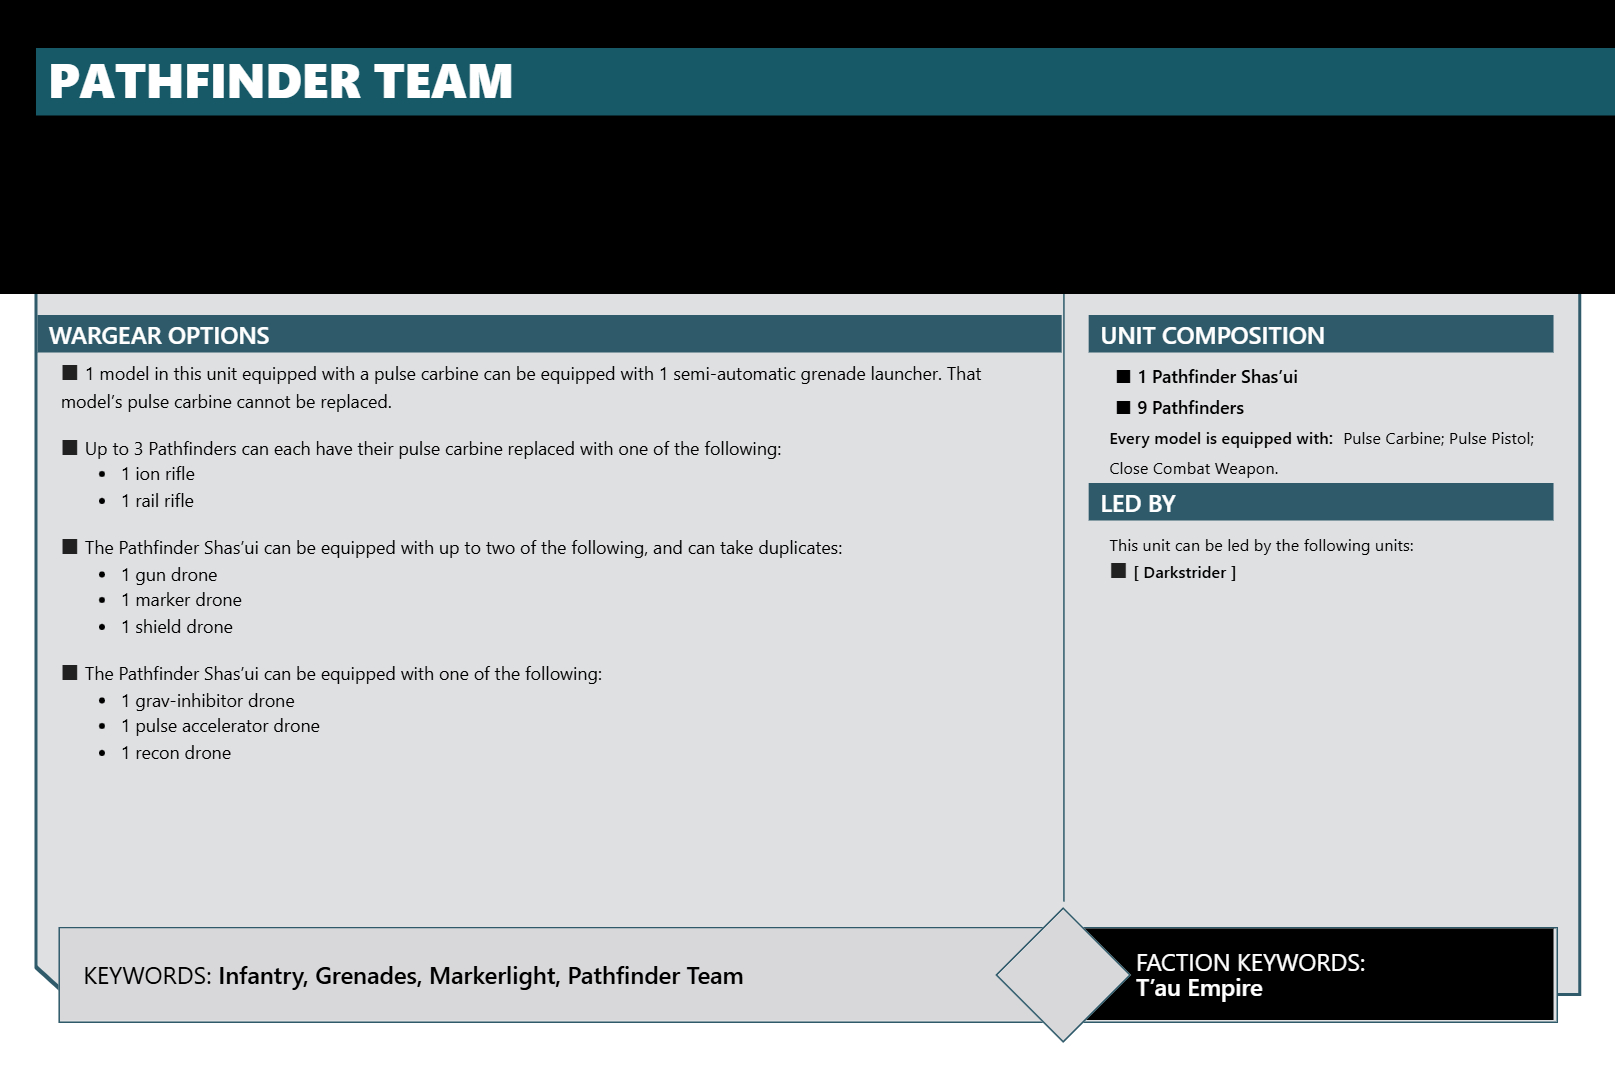 PATHFINDER TEAM
WARGEAR OPTIONS
■ 1 model in this unit equipped with a pulse carbine can be equipped with 1 semi-automatic grenade launcher. That
model’s pulse carbine cannot be replaced.
■ Up to 3 Pathfinders can each have their pulse carbine replaced with one of the following:
• 1 ion rifle
• 1 rail rifle
■ The Pathfinder Shas’ui can be equipped with up to two of the following, and can take duplicates:
• 1 gun drone
• 1 marker drone
• 1 shield drone
■ The Pathfinder Shas’ui can be equipped with one of the following:
• 1 grav-inhibitor drone
• 1 pulse accelerator drone
• 1 recon drone
UNIT COMPOSITION
■ 1 Pathfinder Shas’ui
■ 9 Pathfinders
Every model is equipped with: Pulse Carbine; Pulse Pistol;
Close Combat Weapon.
LED BY
This unit can be led by the following units:
■ [ Darkstrider ]
KEYWORDS: Infantry, Grenades, Markerlight, Pathfinder Team
FACTION KEYWORDS:
T’au Empire